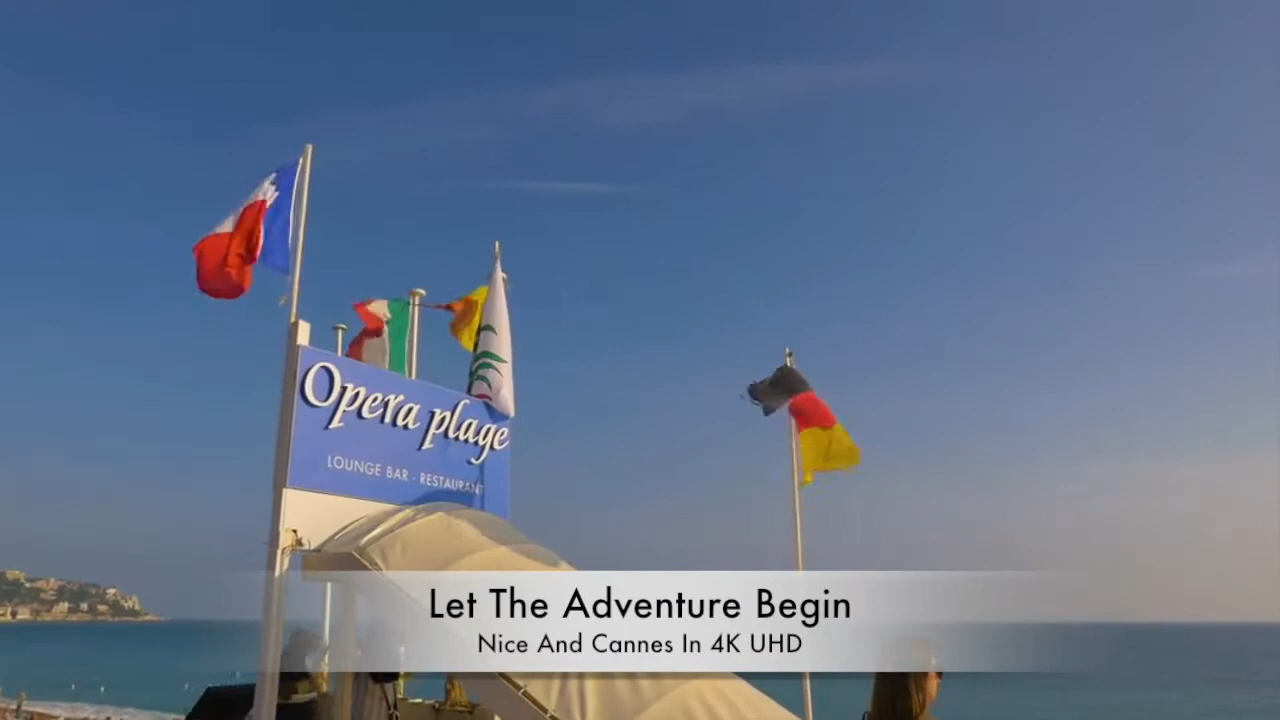 Opera plage
LOUNGE BAR - RESTAURANT
Let The Adventure Begin
Nice And Cannes In 4K UHD